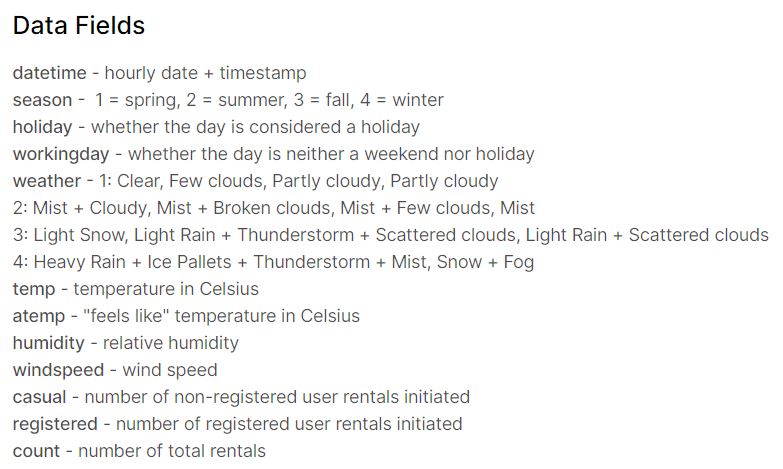 Data Fields
datetime - hourly date + timestamp
season - 1 = spring, 2 = summer, 3 = fall, 4 = winter
holiday - whether the day is considered a holiday
workingday - whether the day is neither a weekend nor holiday
weather - 1: Clear, Few clouds, Partly cloudy, Partly cloudy
2: Mist + Cloudy, Mist + Broken clouds, Mist + Few clouds, Mist
3: Light Snow, Light Rain + Thunderstorm + Scattered clouds, Light Rain + Scattered clouds
4: Heavy Rain + Ice Pallets + Thunderstorm + Mist, Snow + Fog
temp - temperature in Celsius
atemp - "feels like" temperature in Celsius
humidity - relative humidity
windspeed - wind speed
casual - number of non-registered user rentals initiated
registered - number of registered user rentals initiated
count - number of total rentals